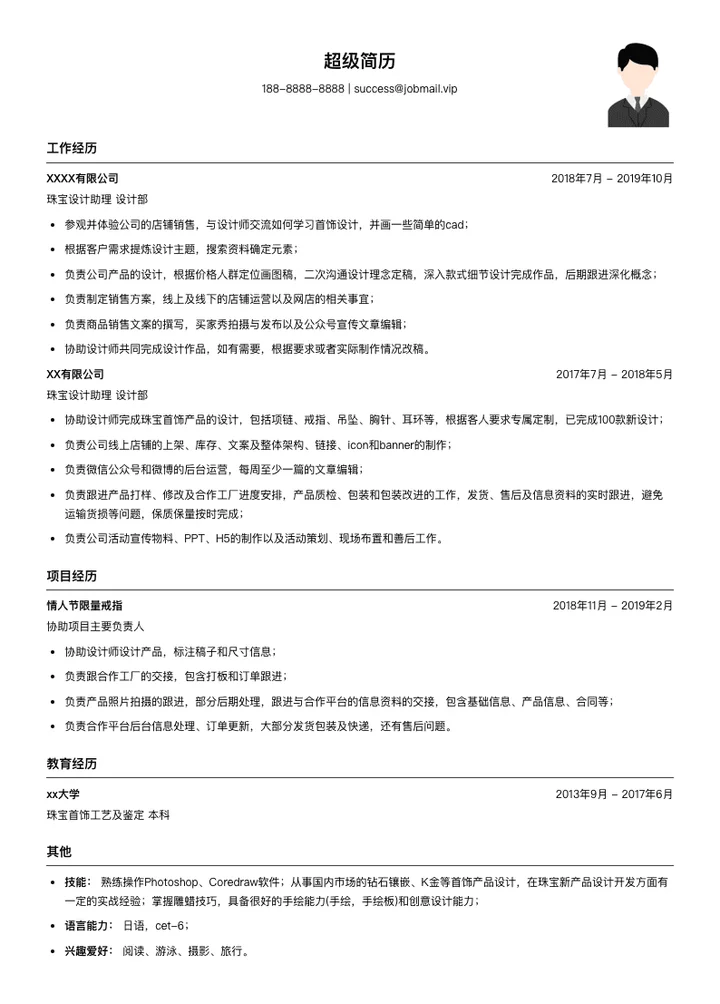 超级简历
188-8888-8888 | success@jobmail.vip
工作经历
XXXX有限公司 2018年7月 – 2019年10月
珠宝设计助理 设计部
• 参观并体验公司的店铺销售，与设计师交流如何学习首饰设计，并画一些简单的cad；
• 根据客户需求提炼设计主题，搜索资料确定元素；
• 负责公司产品的设计，根据价格人群定位画图稿，二次沟通设计理念定稿，深入款式细节设计完成作品，后期跟进深化概念；
• 负责制定销售方案，线上及线下的店铺运营以及网店的相关事宜；
• 负责商品销售文案的撰写，买家秀拍摄与发布以及公众号宣传文章编辑；
• 协助设计师共同完成设计作品，如有需要，根据要求或者实际制作情况改稿。
XX有限公司 2017年7月 – 2018年5月
珠宝设计助理 设计部
• 协助设计师完成珠宝首饰产品的设计，包括项链、戒指、吊坠、胸针、耳环等，根据客人要求专属定制，已完成100款新设计；
• 负责公司线上店铺的上架、库存、文案及整体架构、链接、icon和banner的制作；
• 负责微信公众号和微博的后台运营，每周至少一篇的文章编辑；
• 负责跟进产品打样、修改及合作工厂进度安排，产品质检、包装和包装改进的工作，发货、售后及信息资料的实时跟进，避免
运输货损等问题，保质保量按时完成；
• 负责公司活动宣传物料、PPT、H5的制作以及活动策划、现场布置和善后工作。
项目经历
情人节限量戒指 2018年11月 – 2019年2月
协助项目主要负责人
• 协助设计师设计产品，标注稿子和尺寸信息；
• 负责跟合作工厂的交接，包含打板和订单跟进；
• 负责产品照片拍摄的跟进，部分后期处理，跟进与合作平台的信息资料的交接，包含基础信息、产品信息、合同等；
• 负责合作平台后台信息处理、订单更新，大部分发货包装及快递，还有售后问题。
教育经历
xx大学 2013年9月 – 2017年6月
珠宝首饰工艺及鉴定 本科
其他
• 技能： 熟练操作Photoshop、Coredraw软件；从事国内市场的钻石镶嵌、K金等首饰产品设计，在珠宝新产品设计开发方面有
一定的实战经验；掌握雕蜡技巧，具备很好的手绘能力(手绘，手绘板)和创意设计能力；
• 语言能力： 日语，cet-6；
• 兴趣爱好： 阅读、游泳、摄影、旅行。